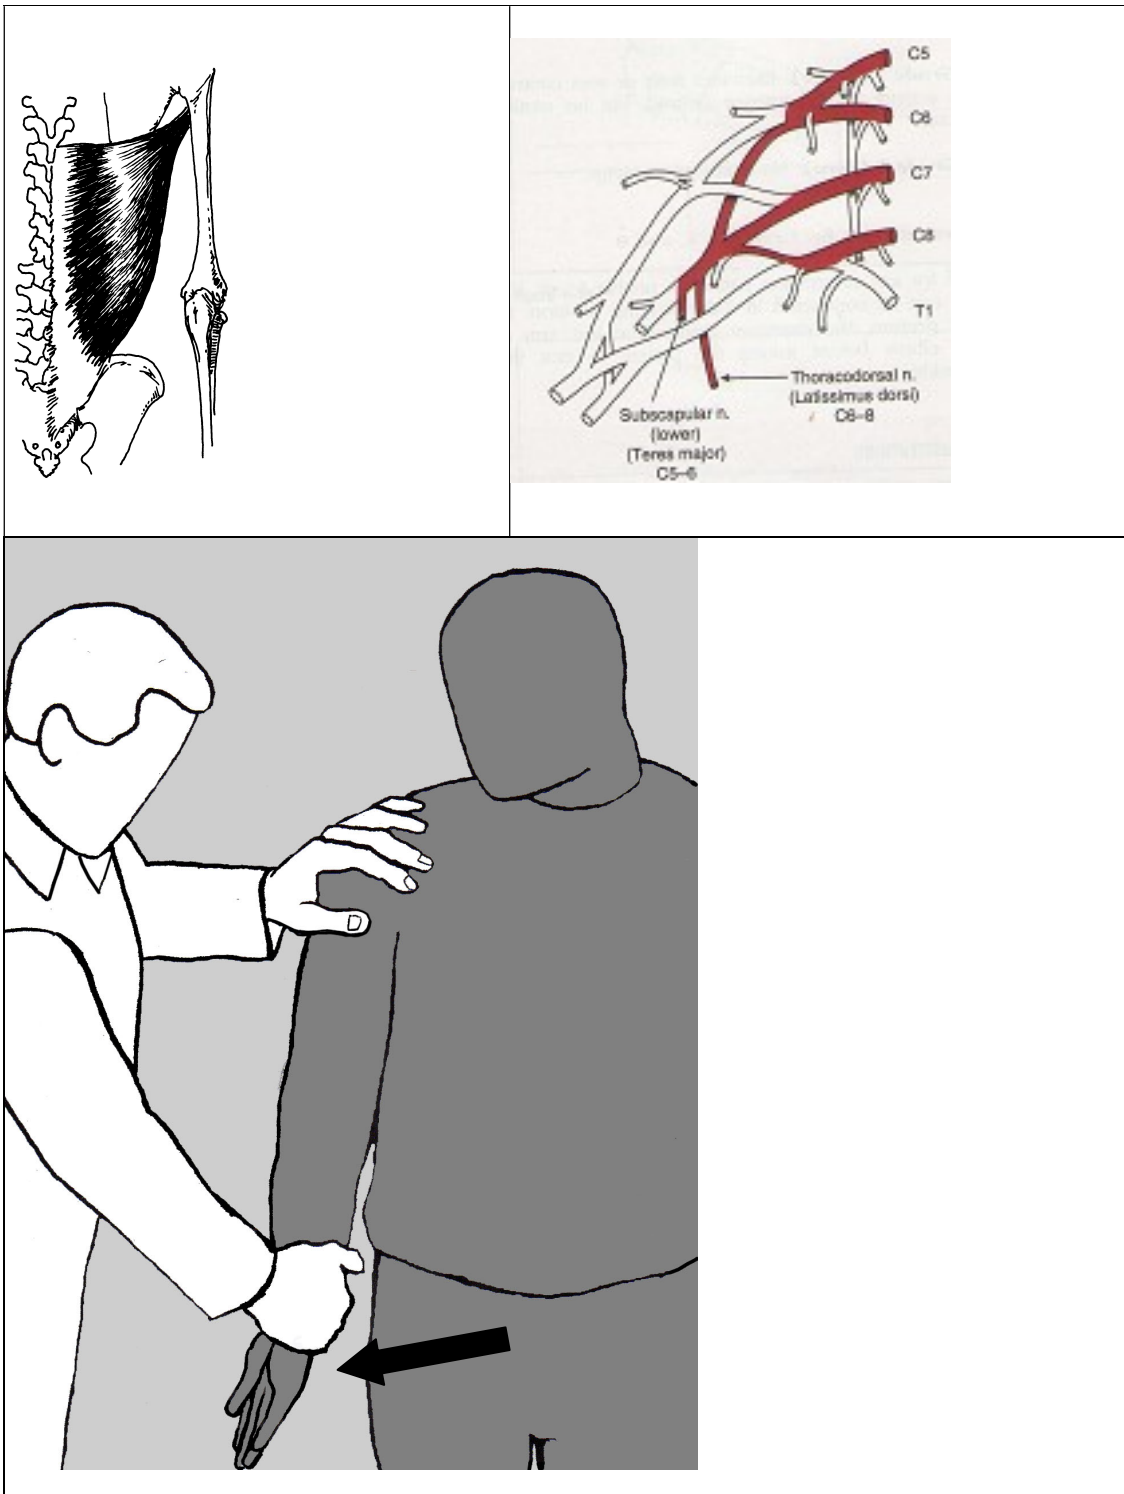 C5
C6
C7
C8
T1
Thoracodorsal n.
(Latissimus dorsi)
C6–8
Subscapular n.
(lower)
(Teres major)
C5–6